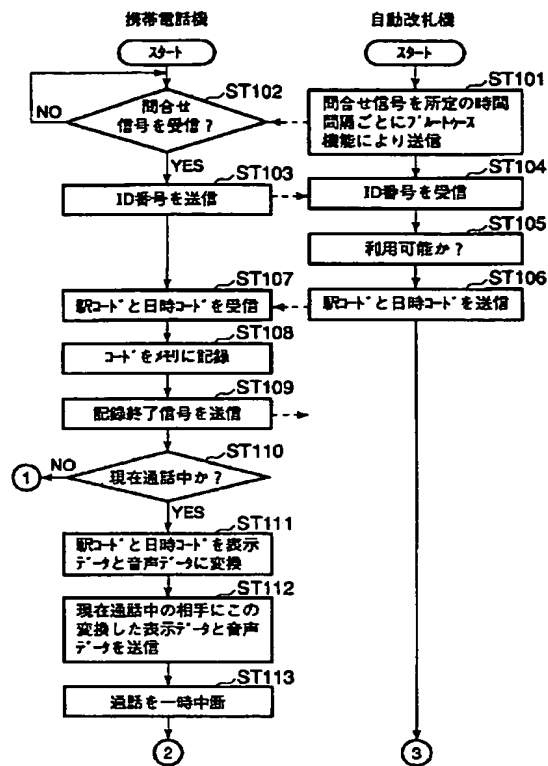 携帯電話機
自動改札機
スタート
スタート
ST101
問合せ信号を所定の時間
間隔ごとにブルートゥース
機能により送信
ST102
問合せ
信号を受信？
NO
YES
ST103
ID番号を送信
ST104
ID番号を受信
ST105
利用可能か？
ST106
駅コードと日時コードを送信
ST107
駅コードと日時コードを受信
ST108
コードをメモリに記録
ST109
記録終了信号を送信
ST110
現在通話中か？
NO
①
YES
ST111
駅コードと日時コードを表示
データと音声データに変換
ST112
現在通話中の相手にこの
変換した表示データと音声
データを送信
ST113
通話を一時中断
②
③